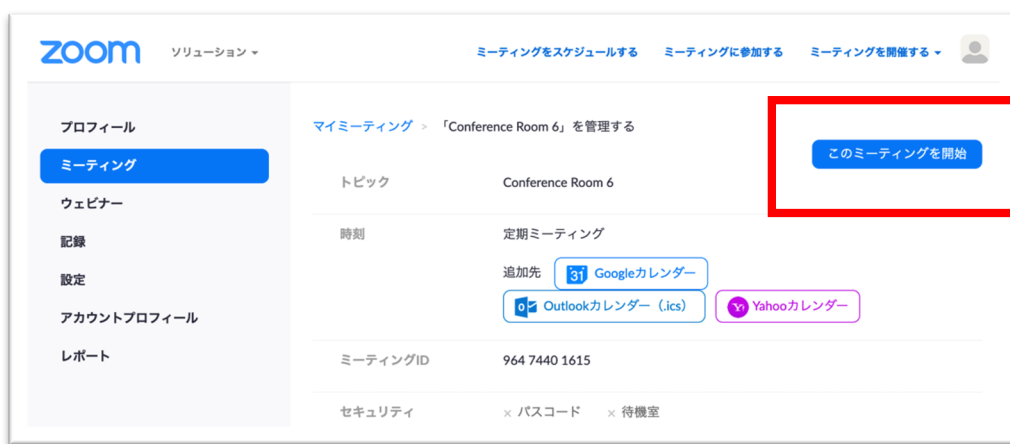 zoom ソリューション ミーティングをスケジュールする ミーティングに参加する ミーティングを開催する
プロフィール
ミーティング
ウェビナー
記録
設定
アカウントプロフィール
レポート
マイミーティング > 「Conference Room 6」を管理する
このミーティングを開始
トピック Conference Room 6
時刻 定期ミーティング
追加先 31 Googleカレンダー
Outlookカレンダー（.ics） Yahooカレンダー
ミーティングID 964 7440 1615
セキュリティ × パスコード × 待機室